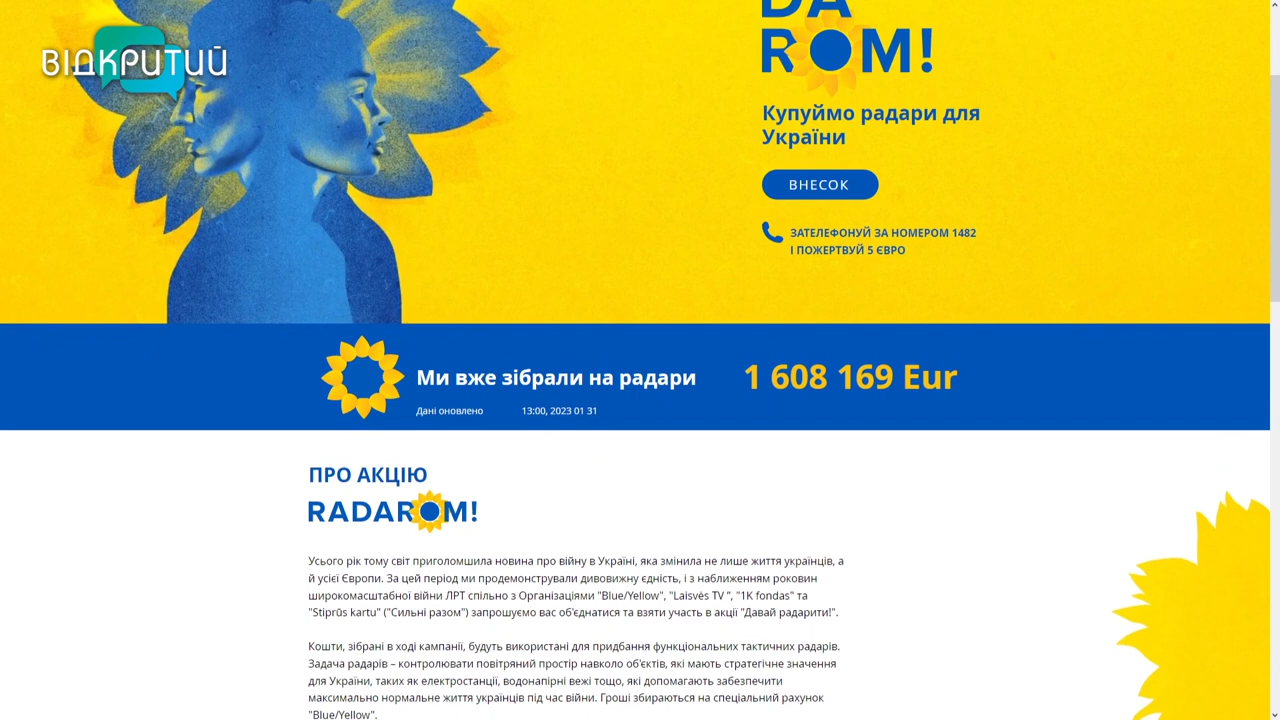 ВІДКРИТИЙ
DA
ROM!
Купуймо радари для
України
ВНЕСОК
ЗАТЕЛЕФОНУЙ ЗА НОМЕРОМ 1482
І ПОЖЕРТВУЙ 5 ЄВРО
Ми вже зібрали на радари
1 608 169 Eur
Дані оновлено 13:00, 2023 01 31
ПРО АКЦІЮ
RADAROM!
Усього рік тому світ приголомшила новина про війну в Україні, яка змінила не лише життя українців, а
й усієї Європи. За цей період ми продемонстрували дивовижну єдність, і з наближенням роковин
широкомасштабної війни ЛРТ спільно з Організаціями "Blue/Yellow", "Laisvės TV ", "1K fondas" та
"Stiprūs kartu" ("Сильні разом") запрошуємо вас об'єднатися та взяти участь в акції "Давай радарити!".
Кошти, зібрані в ході кампанії, будуть використані для придбання функціональних тактичних радарів.
Задача радарів – контролювати повітряний простір навколо об'єктів, які мають стратегічне значення
для України, таких як електростанції, водонапірні вежі тощо, які допомагають забезпечити
максимально нормальне життя українців під час війни. Гроші збираються на спеціальний рахунок
"Blue/Yellow".